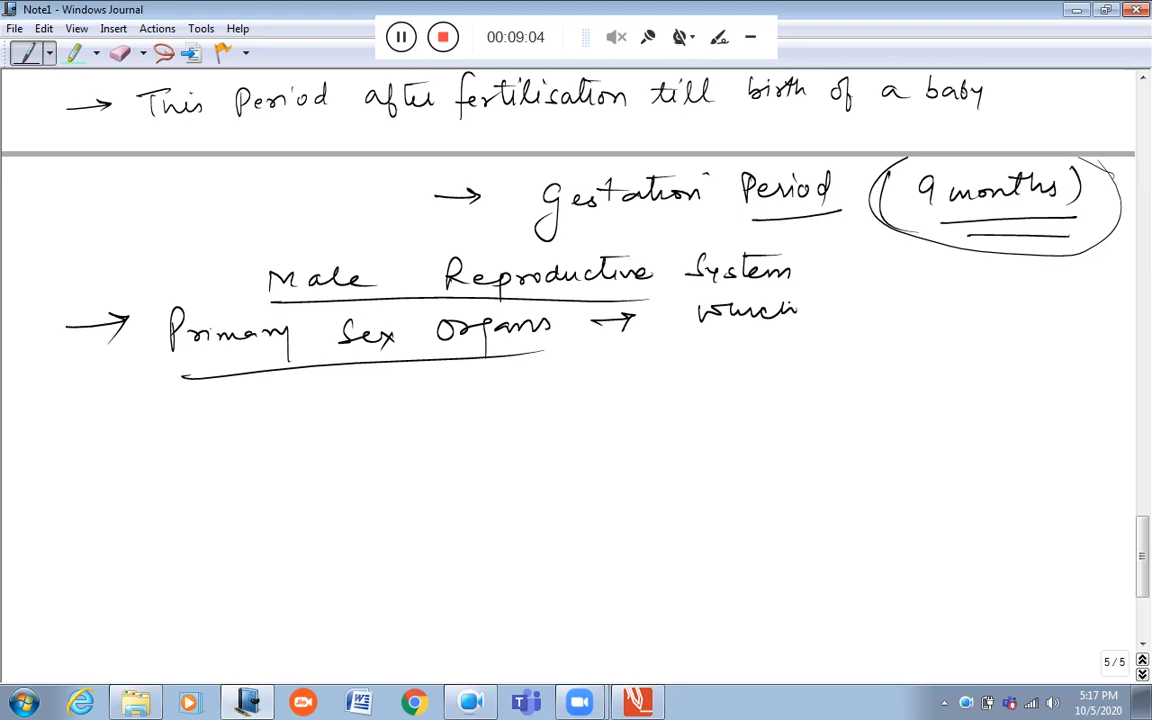 Note1 - Windows Journal
File Edit View Insert Actions Tools Help
00:09:04
→ This Period after fertilisation till birth of a baby
→ Gestation Period (9 months)
Male Reproductive System
→ Primary Sex Organs → which
5 / 5
5:17 PM
10/5/2020